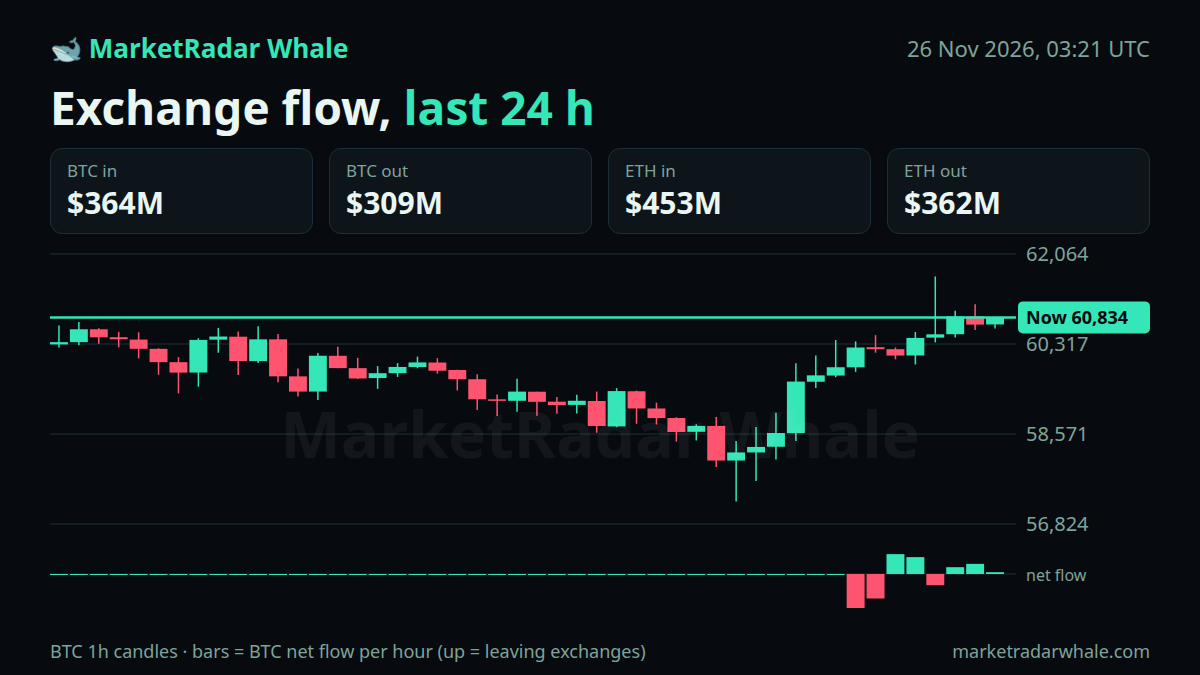 🐳 MarketRadar Whale
26 Nov 2026, 03:21 UTC
Exchange flow, last 24 h
BTC in
$364M
BTC out
$309M
ETH in
$453M
ETH out
$362M
62,064
Now 60,834
60,317
MarketRadar Whale
58,571
56,824
net flow
BTC 1h candles · bars = BTC net flow per hour (up = leaving exchanges)
marketradarwhale.com